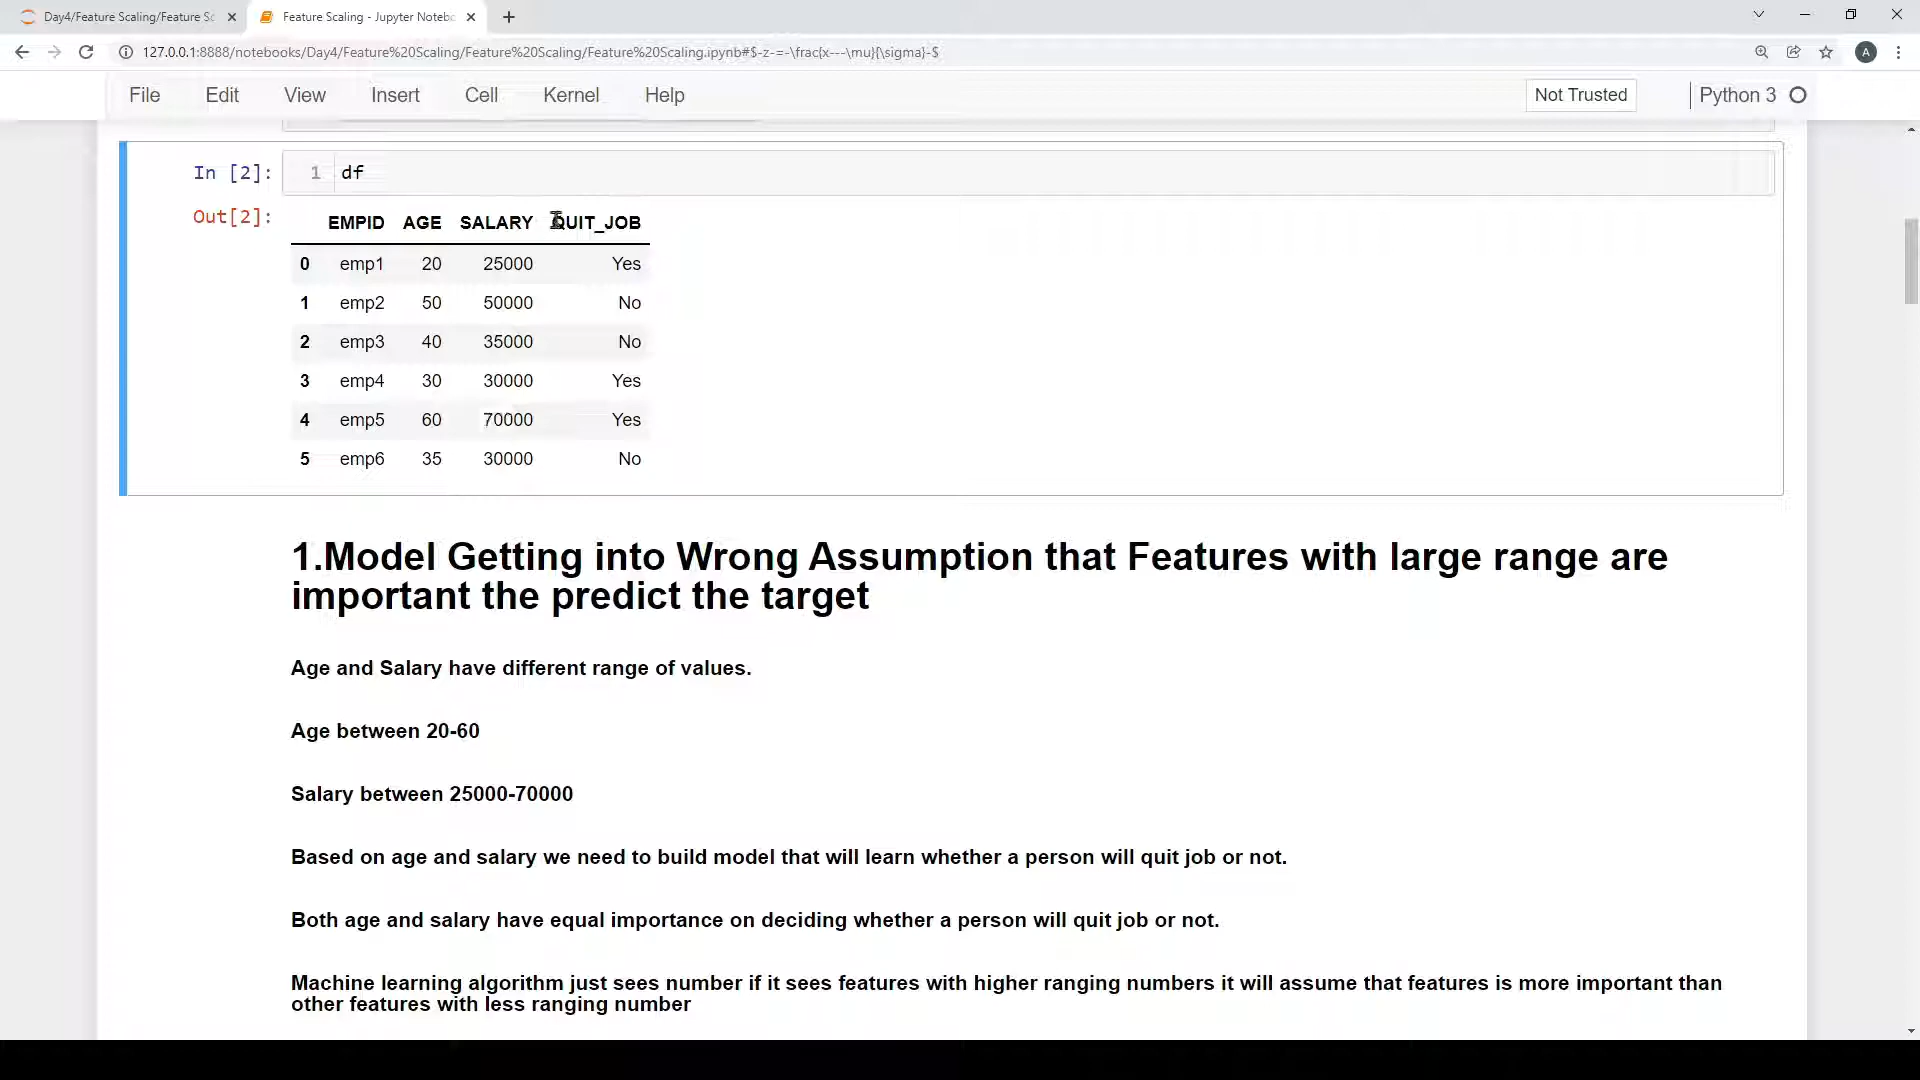 Day4/Feature Scaling/Feature Sc
Feature Scaling - Jupyter Notebo
127.0.0.1:8888/notebooks/Day4/Feature%20Scaling/Feature%20Scaling/Feature%20Scaling.ipynb#$-z-=-\frac{x---\mu}{\sigma}-$
A
File Edit View Insert Cell Kernel Help
Not Trusted
Python 3
In [2]:
1 df
Out[2]:
EMPID AGE SALARY QUIT_JOB
0 emp1 20 25000 Yes
1 emp2 50 50000 No
2 emp3 40 35000 No
3 emp4 30 30000 Yes
4 emp5 60 70000 Yes
5 emp6 35 30000 No
1.Model Getting into Wrong Assumption that Features with large range are
important the predict the target
Age and Salary have different range of values.
Age between 20-60
Salary between 25000-70000
Based on age and salary we need to build model that will learn whether a person will quit job or not.
Both age and salary have equal importance on deciding whether a person will quit job or not.
Machine learning algorithm just sees number if it sees features with higher ranging numbers it will assume that features is more important than
other features with less ranging number